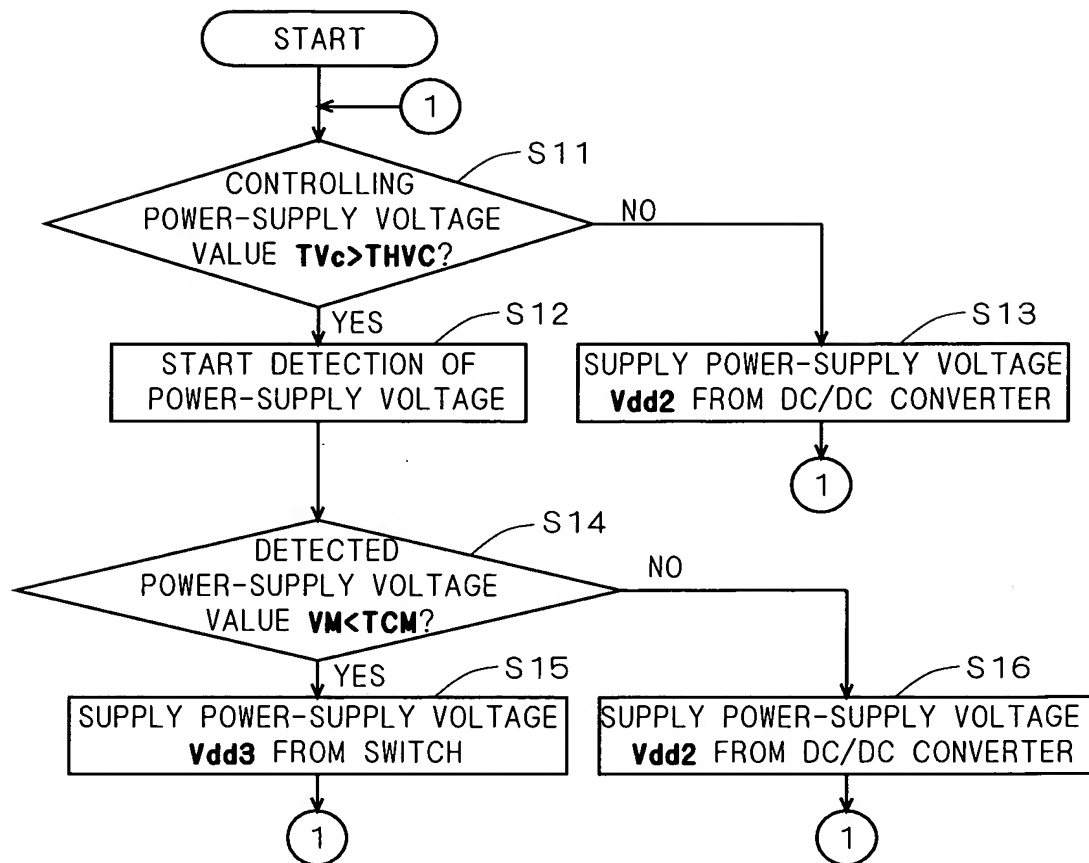 START
1
S11
CONTROLLING
POWER-SUPPLY VOLTAGE
VALUE TVc>THVC?
NO
YES
S12
START DETECTION OF
POWER-SUPPLY VOLTAGE
S13
SUPPLY POWER-SUPPLY VOLTAGE
Vdd2 FROM DC/DC CONVERTER
1
S14
DETECTED
POWER-SUPPLY VOLTAGE
VALUE VM<TCM?
NO
YES
S15
SUPPLY POWER-SUPPLY VOLTAGE
Vdd3 FROM SWITCH
1
S16
SUPPLY POWER-SUPPLY VOLTAGE
Vdd2 FROM DC/DC CONVERTER
1